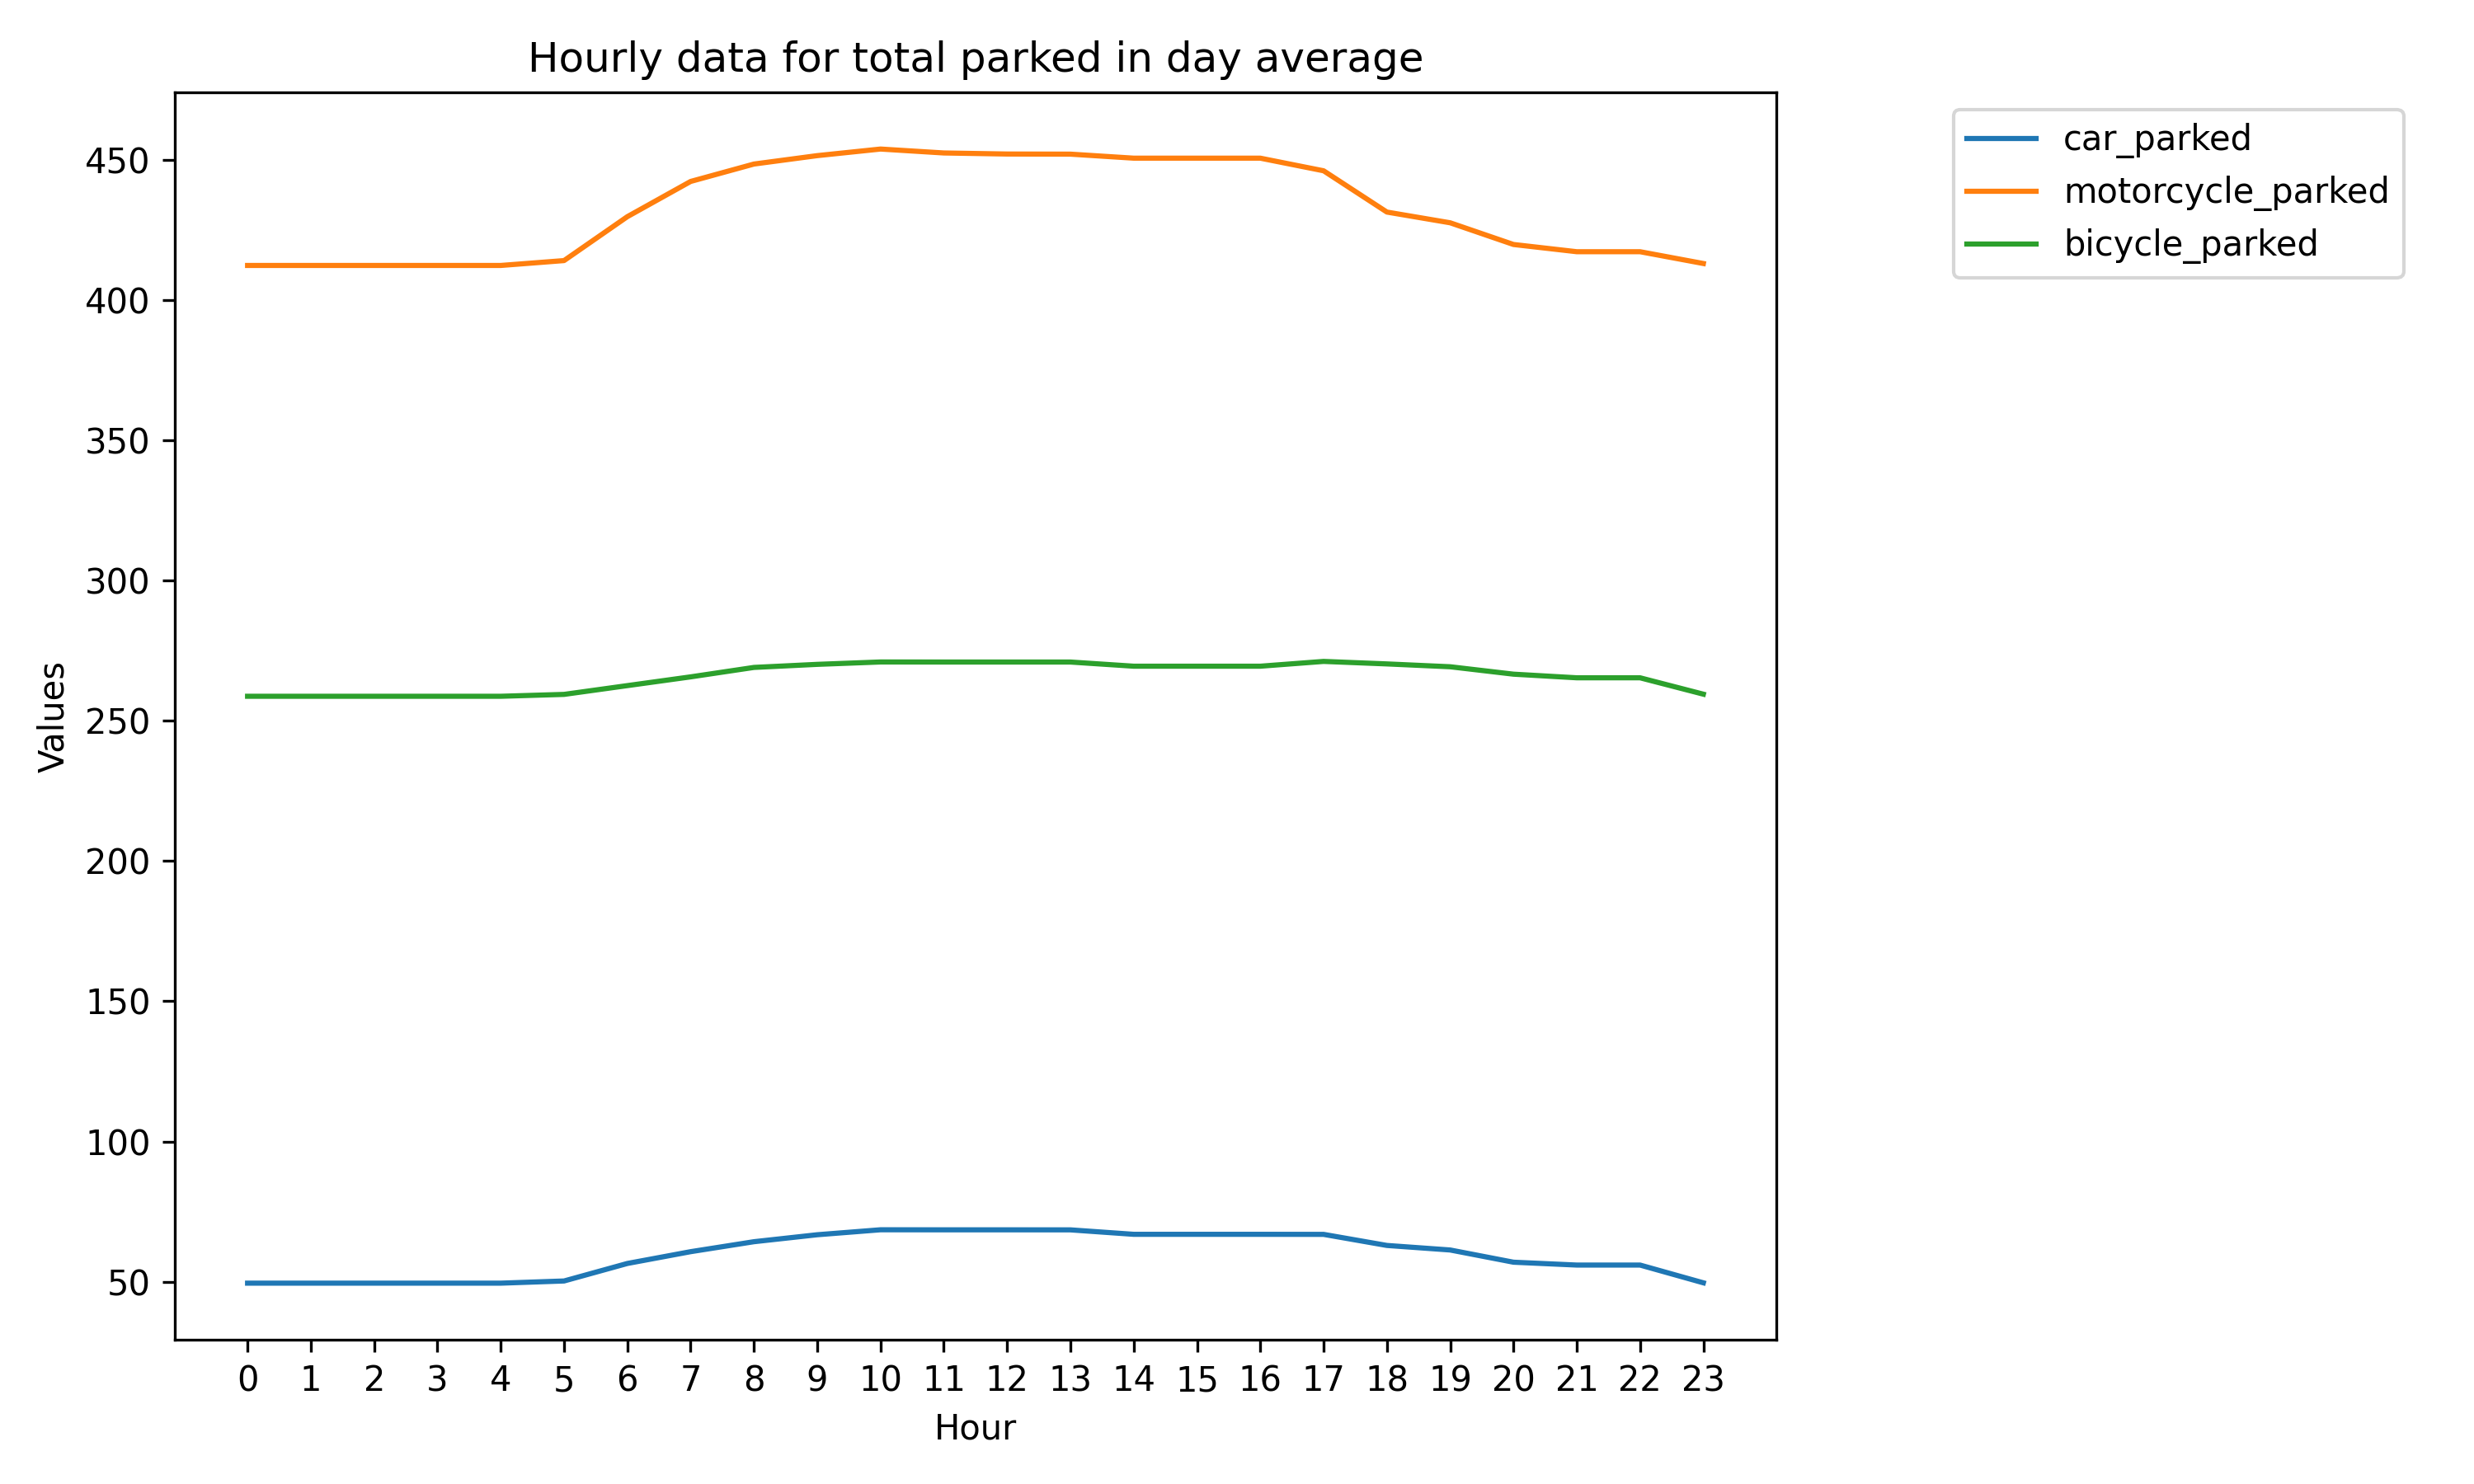 Hourly data for total parked in day average
car_parked
motorcycle_parked
bicycle_parked
450
400
350
300
250
200
150
100
50
Values
0 1 2 3 4 5 6 7 8 9 10 11 12 13 14 15 16 17 18 19 20 21 22 23
Hour